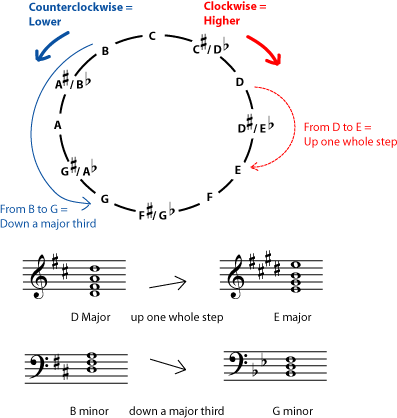 Counterclockwise =
Lower
Clockwise =
Higher
C
C♯/D♭
D
D♯/E♭
E
F
F♯/G♭
G
G♯/A♭
A
A♯/B♭
B
From D to E =
Up one whole step
From B to G =
Down a major third
D Major up one whole step E major
B minor down a major third G minor